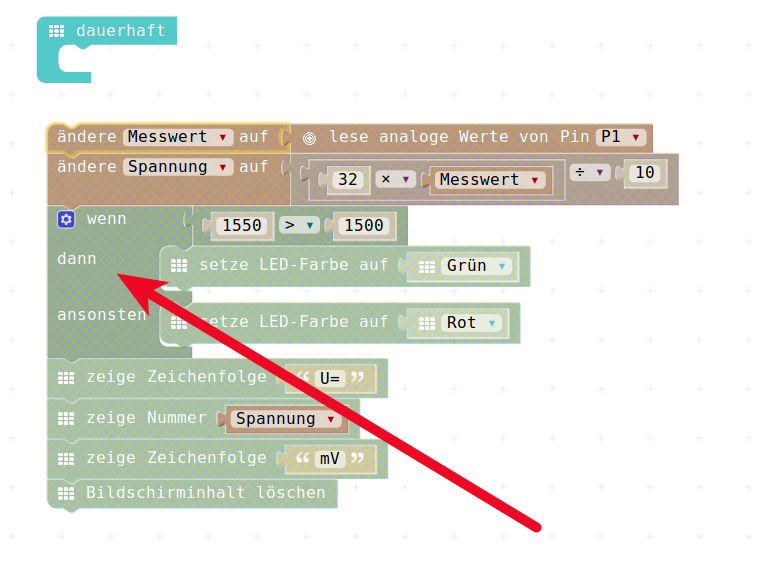 dauerhaft
ändere Messwert ▾ auf lese analoge Werte von Pin P1 ▾
ändere Spannung ▾ auf 32 × ▾ Messwert ▾ ÷ ▾ 10
wenn 1550 > ▾ 1500
dann setze LED-Farbe auf Grün ▾
ansonsten setze LED-Farbe auf Rot ▾
zeige Zeichenfolge “ U= ”
zeige Nummer Spannung ▾
zeige Zeichenfolge “ mV ”
Bildschirminhalt löschen